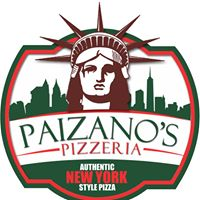 PAIZANO'S
PIZZERIA
AUTHENTIC
NEW YORK
STYLE PIZZA